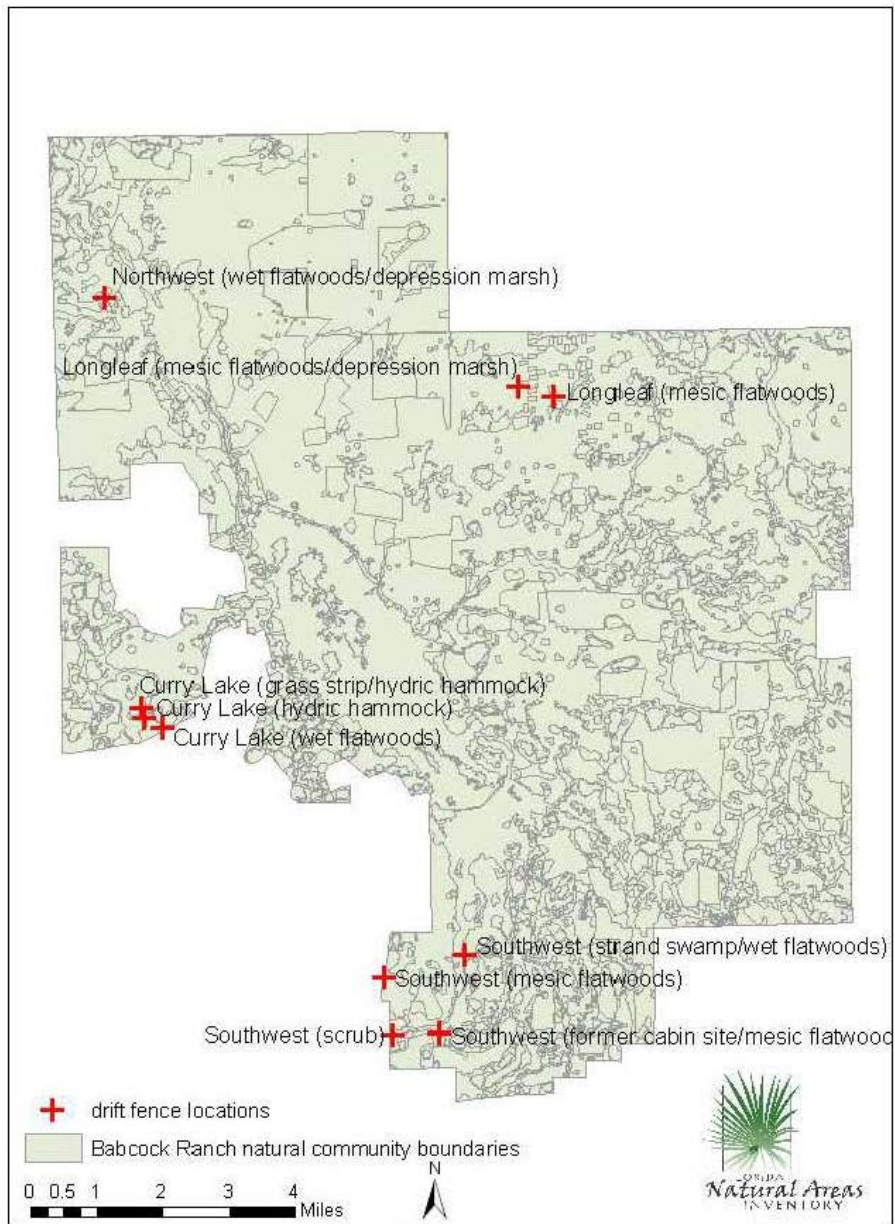 Northwest (wet flatwoods/depression marsh)
Longleaf (mesic flatwoods/depression marsh)
Longleaf (mesic flatwoods)
Curry Lake (grass strip/hydric hammock)
Curry Lake (hydric hammock)
Curry Lake (wet flatwoods)
Southwest (strand swamp/wet flatwoods)
Southwest (mesic flatwoods)
Southwest (scrub)
Southwest (former cabin site/mesic flatwood
drift fence locations
Babcock Ranch natural community boundaries
N
0 0.5 1 2 3 4
Miles
Natural Areas
INVENTORY